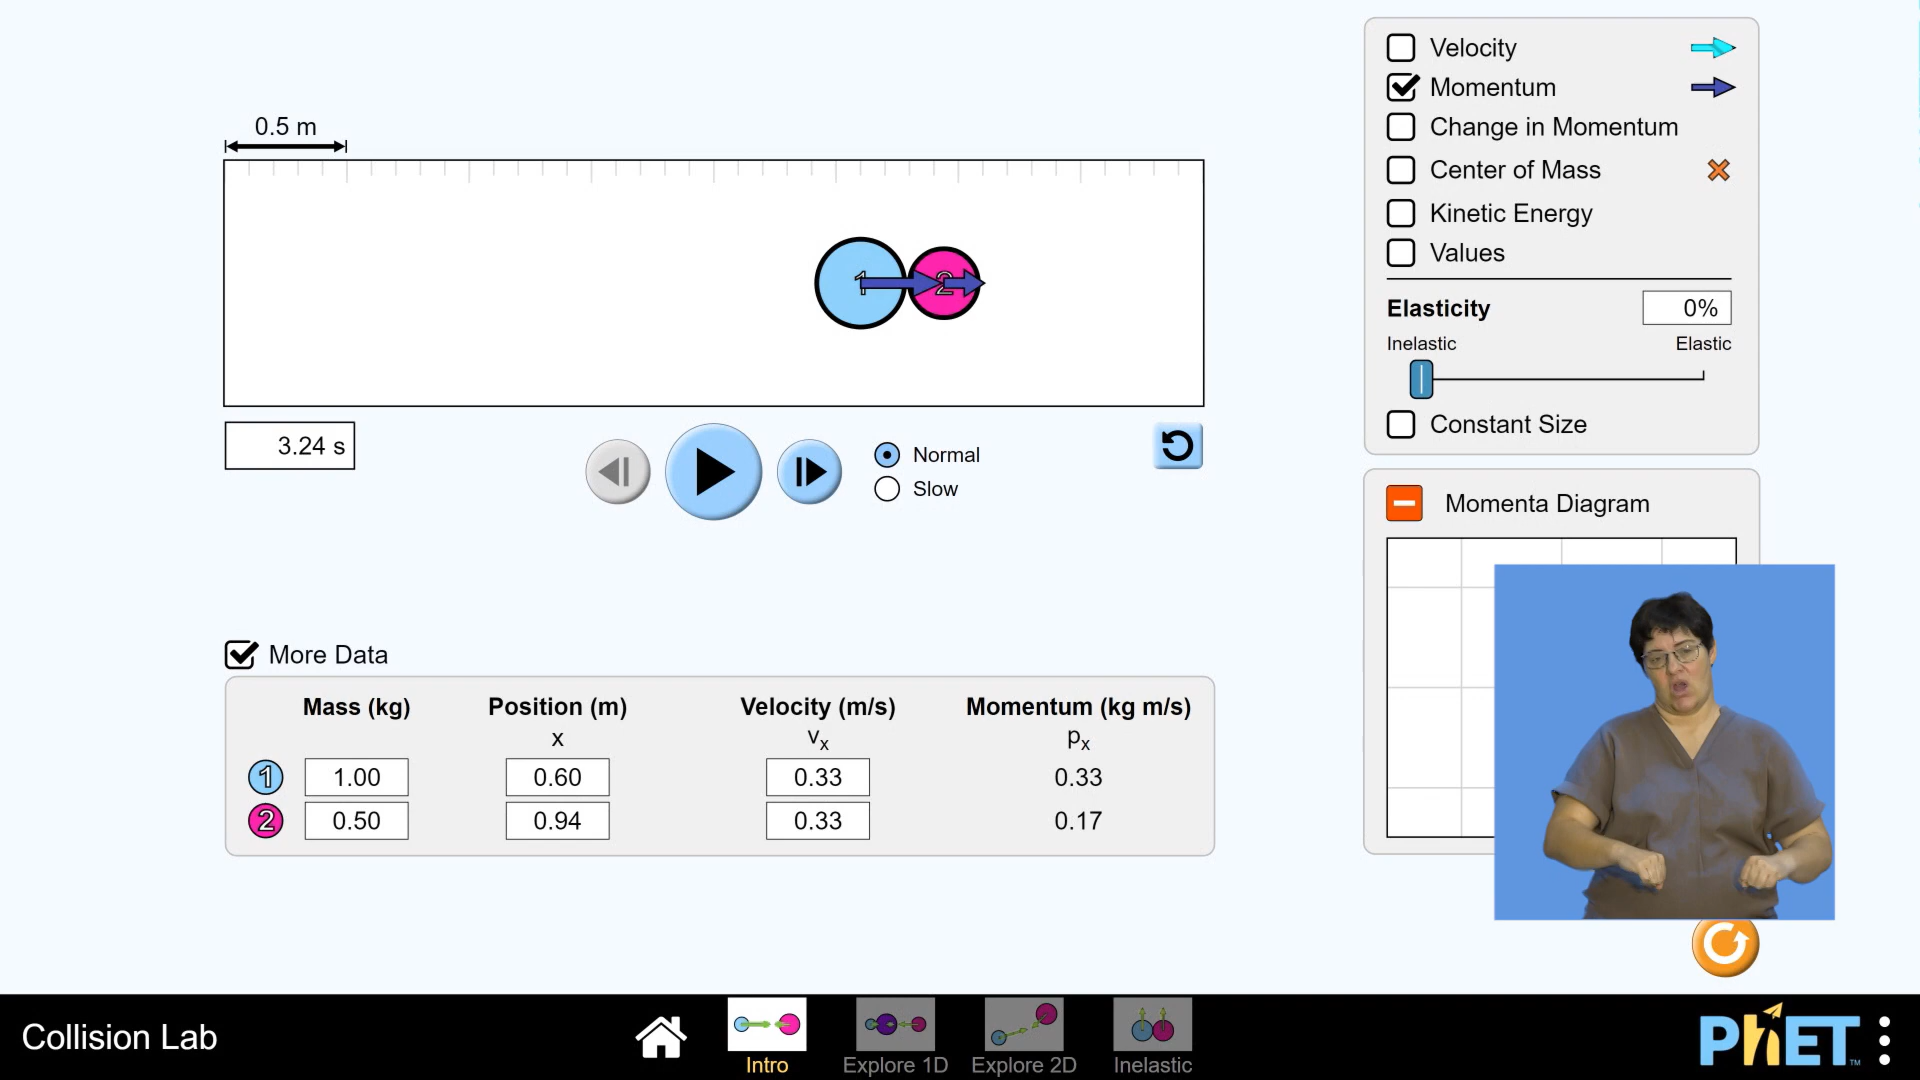 Velocity
Momentum
Change in Momentum
Center of Mass
Kinetic Energy
Values
Elasticity 0%
Inelastic Elastic
Constant Size
0.5 m
1 2
3.24 s
Normal
Slow
Momenta Diagram
More Data
Mass (kg) Position (m) Velocity (m/s) Momentum (kg m/s)
x vx px
1 1.00 0.60 0.33 0.33
2 0.50 0.94 0.33 0.17
Collision Lab
Intro Explore 1D Explore 2D Inelastic
PhET™